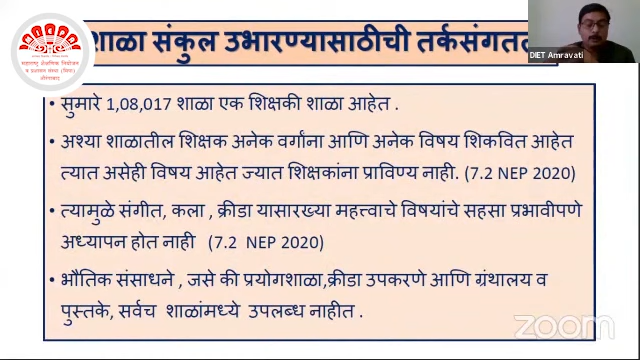 शाळा संकुल उभारण्यासाठीची तर्कसंगतता
DIET Amravati
• सुमारे 1,08,017 शाळा एक शिक्षकी शाळा आहेत .
• अश्या शाळातील शिक्षक अनेक वर्गांना आणि अनेक विषय शिकवित आहेत
त्यात असेही विषय आहेत ज्यात शिक्षकांना प्राविण्य नाही. (7.2 NEP 2020)
• त्यामुळे संगीत, कला , क्रीडा यासारख्या महत्त्वाचे विषयांचे सहसा प्रभावीपणे
अध्यापन होत नाही (7.2 NEP 2020)
• भौतिक संसाधने , जसे की प्रयोगशाळा,क्रीडा उपकरणे आणि ग्रंथालय व
पुस्तके, सर्वच शाळांमध्ये उपलब्ध नाहीत .
zoom